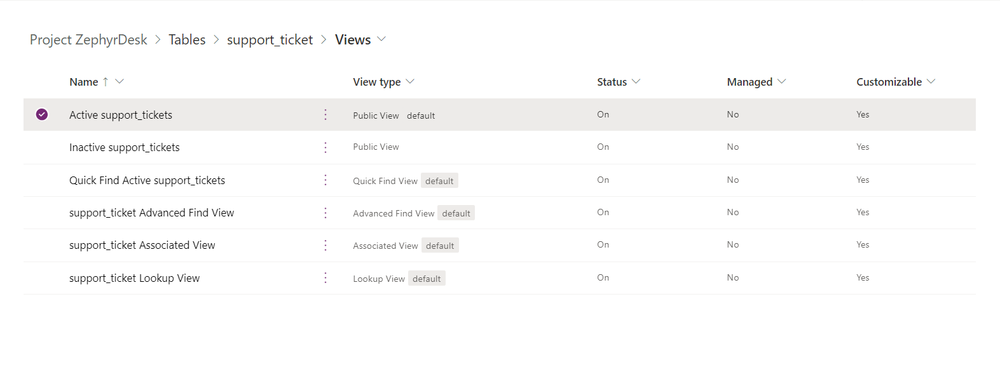 Project ZephyrDesk > Tables > support_ticket > Views
Name ↑ View type Status Managed Customizable
Active support_tickets Public View default On No Yes
Inactive support_tickets Public View On No Yes
Quick Find Active support_tickets Quick Find View default On No Yes
support_ticket Advanced Find View Advanced Find View default On No Yes
support_ticket Associated View Associated View default On No Yes
support_ticket Lookup View Lookup View default On No Yes